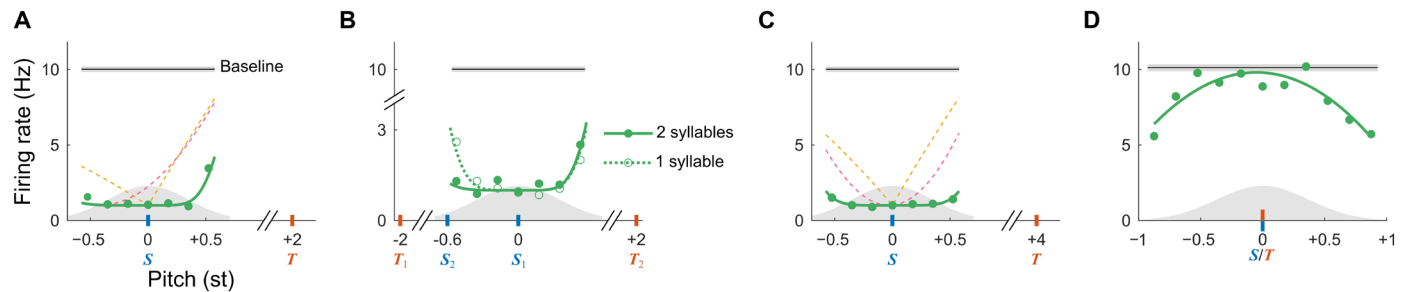 A
B
C
D
Firing rate (Hz)
10
5
0
Baseline
−0.5
0
+0.5
+2
S
T
Pitch (st)
10
3
0
2 syllables
1 syllable
-2
-0.6
0
+2
T1
S2
S1
T2
10
5
0
−0.5
0
+0.5
+4
S
T
10
5
0
−1
−0.5
0
+0.5
+1
S/T